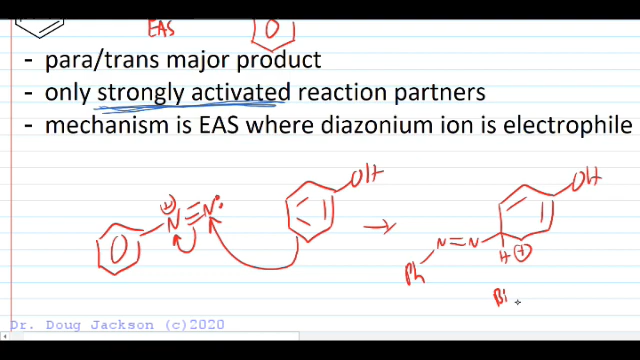 EAS
- para/trans major product
- only strongly activated reaction partners
- mechanism is EAS where diazonium ion is electrophile
OH
OH
N≡N:
N=N
H
Ph
Bi
Dr. Doug Jackson (c)2020